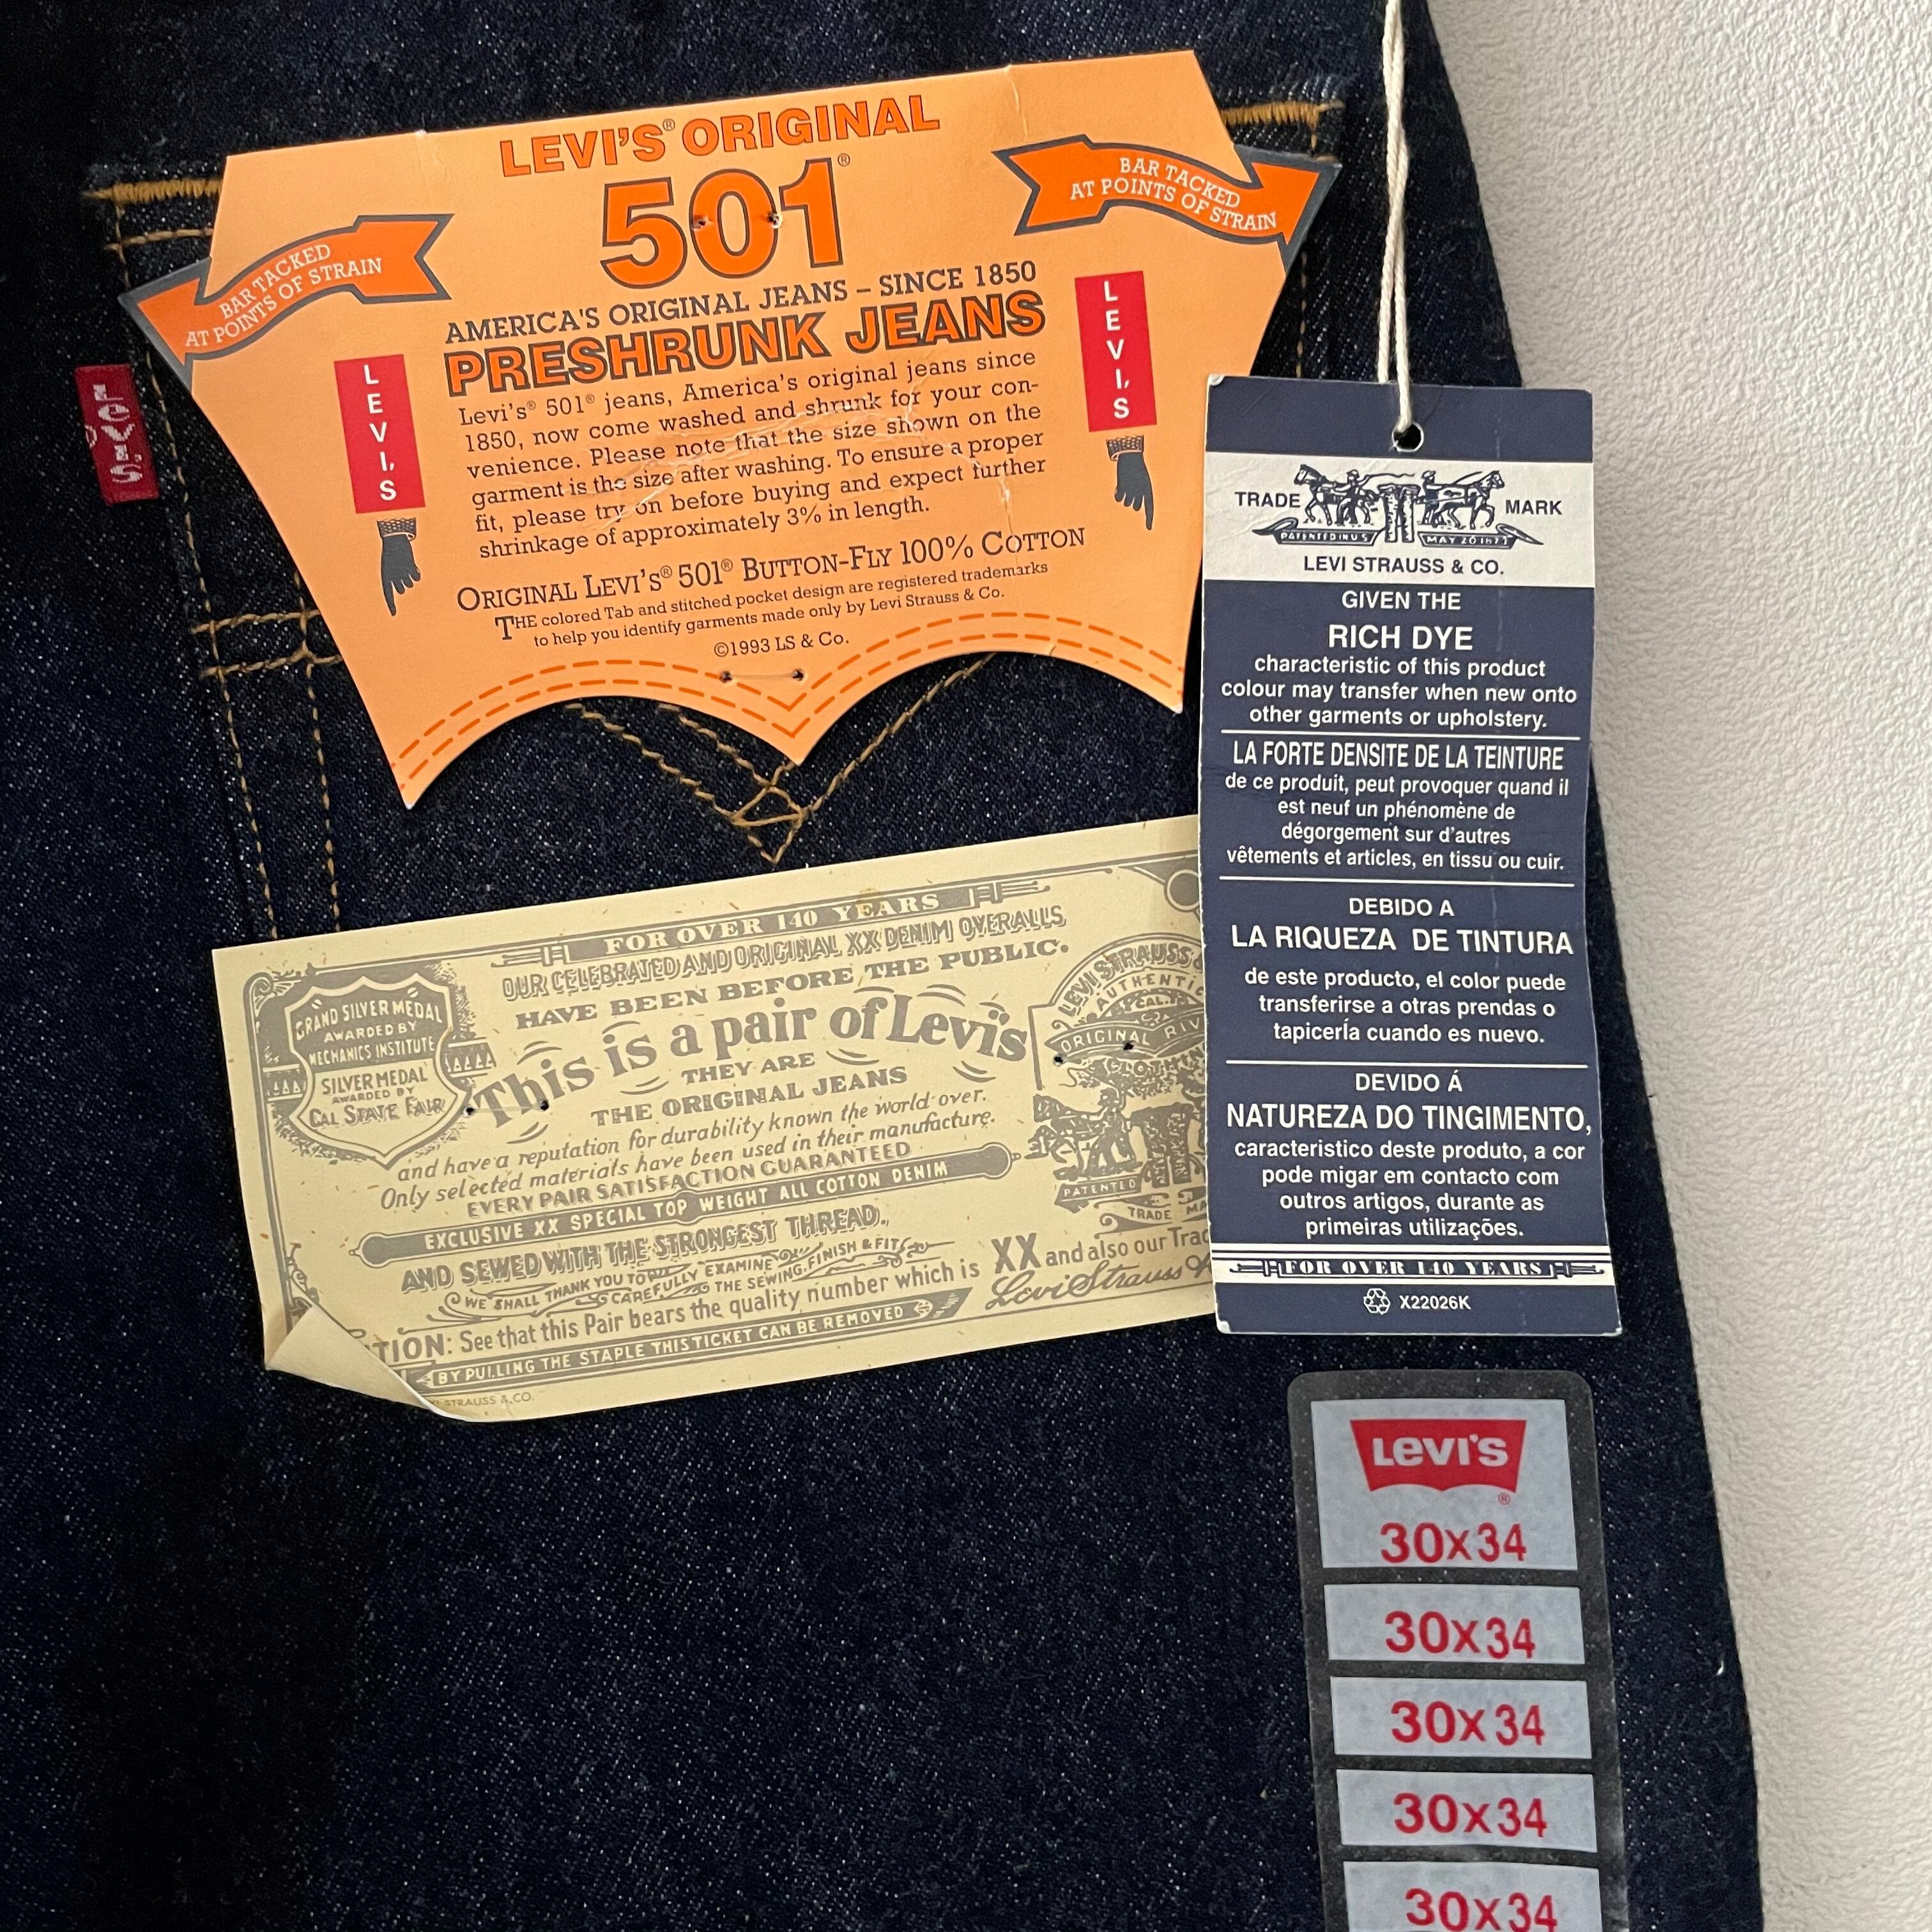 LEVI'S® ORIGINAL
501®
BAR TACKED
AT POINTS OF STRAIN
BAR TACKED
AT POINTS OF STRAIN
AMERICA'S ORIGINAL JEANS – SINCE 1850
PRESHRUNK JEANS
LEVI'S
LEVI'S
LEVI'S
Levi's® 501® jeans, America's original jeans since
1850, now come washed and shrunk for your con-
venience. Please note that the size shown on the
garment is the size after washing. To ensure a proper
fit, please try on before buying and expect further
shrinkage of approximately 3% in length.
ORIGINAL LEVI'S® 501® BUTTON-FLY 100% COTTON
THE colored Tab and stitched pocket design are registered trademarks
to help you identify garments made only by Levi Strauss & Co.
©1993 LS & Co.
TRADE MARK
PATENTED IN U S MAY 20 1873
LEVI STRAUSS & CO.
GIVEN THE
RICH DYE
characteristic of this product
colour may transfer when new onto
other garments or upholstery.
LA FORTE DENSITE DE LA TEINTURE
de ce produit, peut provoquer quand il
est neuf un phénomène de
dégorgement sur d'autres
vêtements et articles, en tissu ou cuir.
DEBIDO A
LA RIQUEZA DE TINTURA
de este producto, el color puede
transferirse a otras prendas o
tapicería cuando es nuevo.
DEVIDO Á
NATUREZA DO TINGIMENTO,
caracteristico deste produto, a cor
pode migar em contacto com
outros artigos, durante as
primeiras utilizações.
FOR OVER 140 YEARS
X22026K
FOR OVER 140 YEARS
OUR CELEBRATED AND ORIGINAL XX DENIM OVERALLS
HAVE BEEN BEFORE THE PUBLIC.
GRAND SILVER MEDAL
AWARDED BY
MECHANICS INSTITUTE
SILVER MEDAL
AWARDED BY
CAL STATE FAIR
This is a pair of Levi's
THEY ARE
THE ORIGINAL JEANS
and have a reputation for durability known the world over.
Only selected materials have been used in their manufacture.
EVERY PAIR SATISFACTION GUARANTEED
EXCLUSIVE XX SPECIAL TOP WEIGHT ALL COTTON DENIM
AND SEWED WITH THE STRONGEST THREAD.
WE SHALL THANK YOU TO CAREFULLY EXAMINE THE SEWING, FINISH & FIT
TION: See that this Pair bears the quality number which is XX and also our Trad
Levi Strauss
BY PULLING THE STAPLE THIS TICKET CAN BE REMOVED
STRAUSS & CO.
LEVI STRAUSS &
AUTHENTIC
CAL.
ORIGINAL RIV
CLOTH
PATENTED
TRADE MA
LEVI'S
®
30x34
30x34
30x34
30x34
30x34